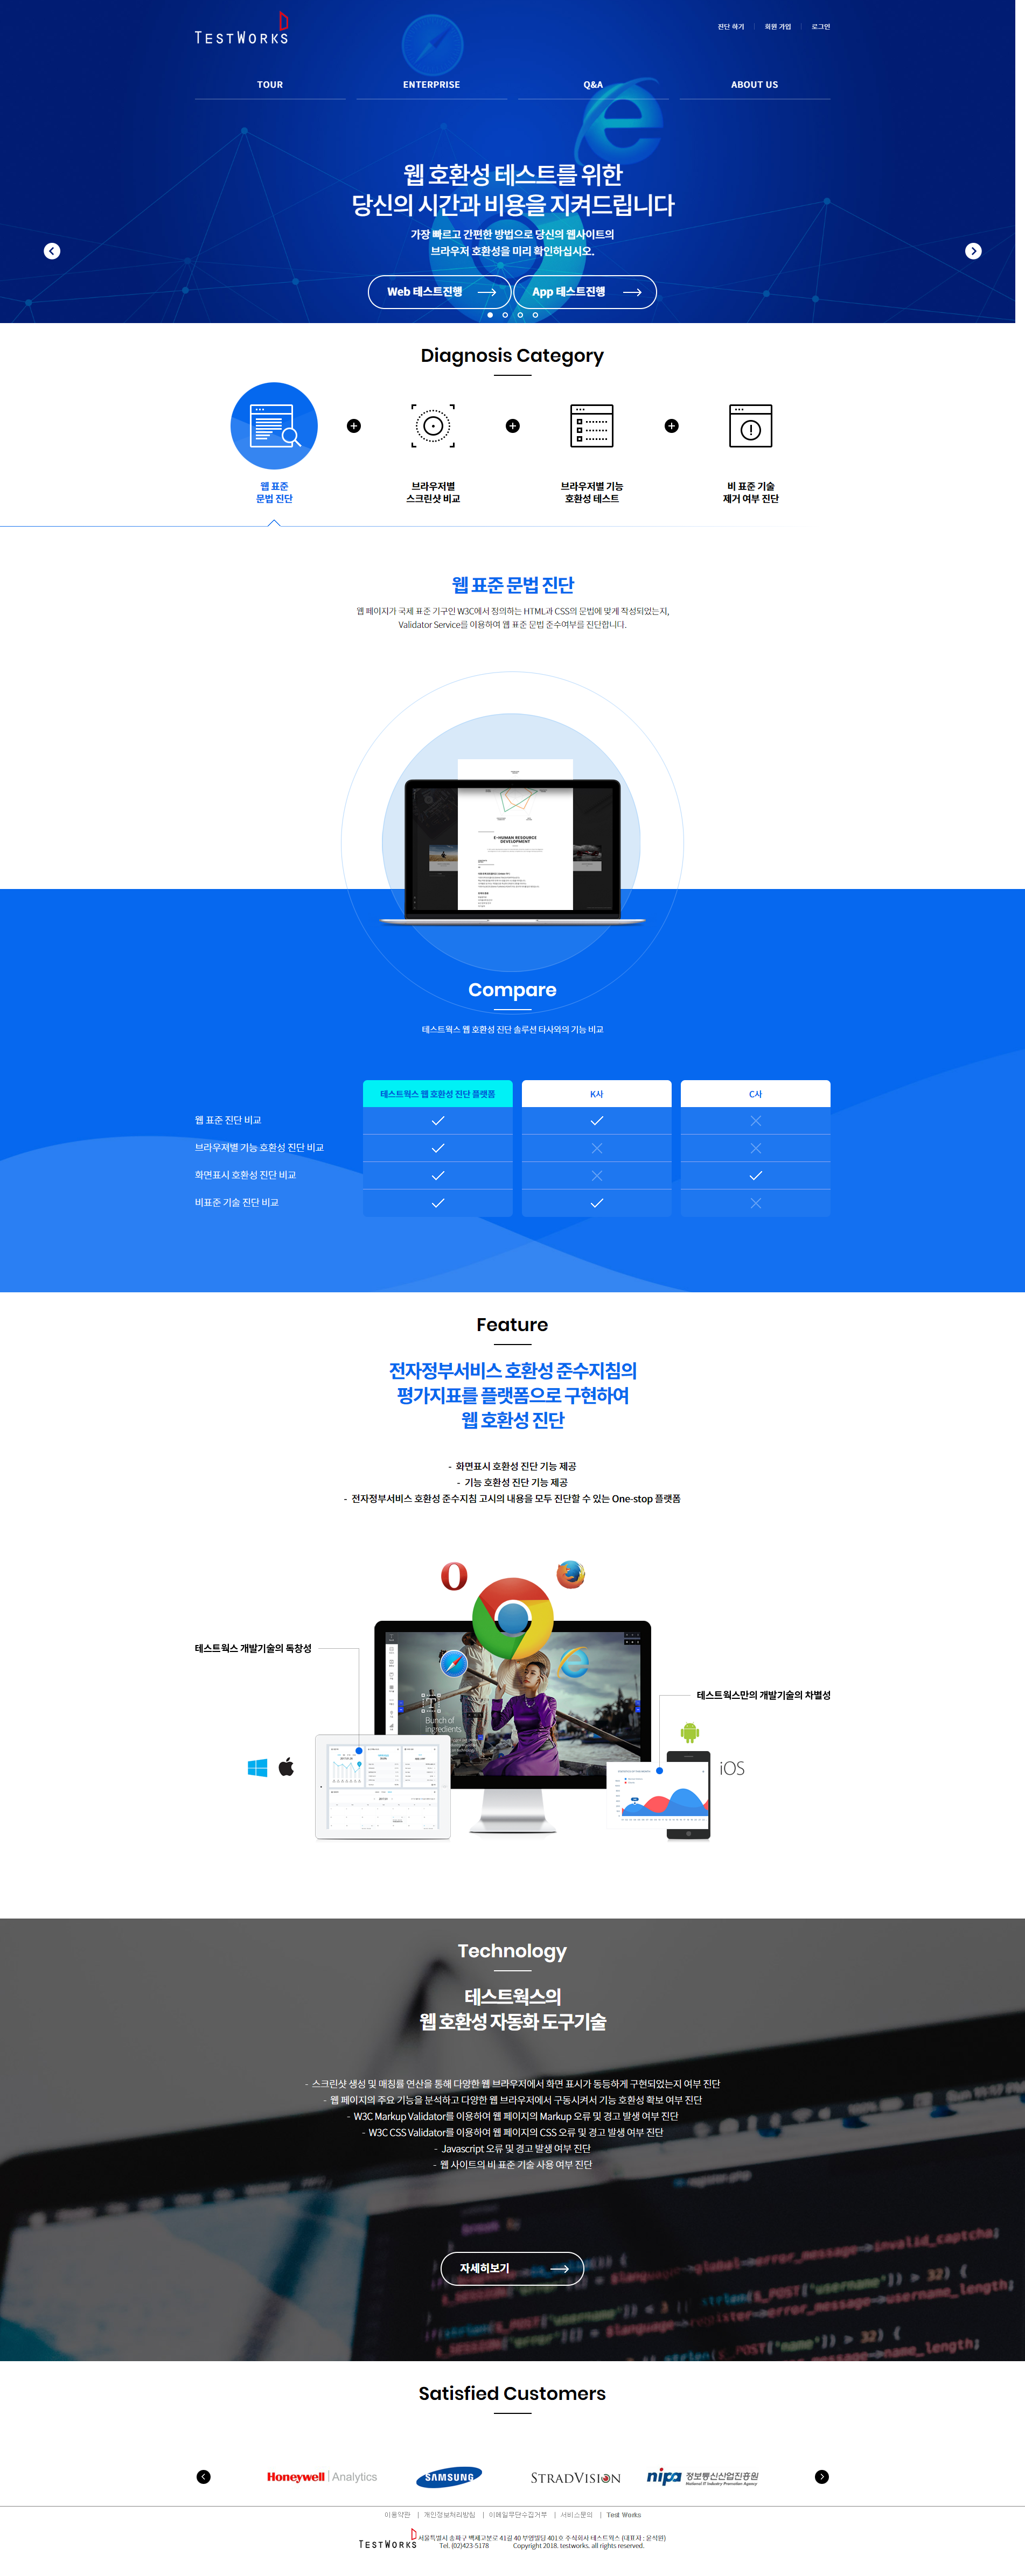 TESTWORKS
진단 하기 | 회원 가입 | 로그인
TOUR
ENTERPRISE
Q&A
ABOUT US
웹 호환성 테스트를 위한
당신의 시간과 비용을 지켜드립니다
가장 빠르고 간편한 방법으로 당신의 웹사이트의
브라우저 호환성을 미리 확인하십시오.
Web 테스트진행
App 테스트진행
Diagnosis Category
웹 표준
문법 진단
브라우저별
스크린샷 비교
브라우저별 기능
호환성 테스트
비 표준 기술
제거 여부 진단
웹 표준 문법 진단
웹 페이지가 국제 표준 기구인 W3C에서 정의하는 HTML과 CSS의 문법에 맞게 작성되었는지,
Validator Service를 이용하여 웹 표준 문법 준수여부를 진단합니다.
E-HUMAN RESOURCE
DEVELOPMENT
Compare
테스트웍스 웹 호환성 진단 솔루션 타사와의 기능 비교
테스트웍스 웹 호환성 진단 플랫폼
K사
C사
웹 표준 진단 비교
브라우저별 기능 호환성 진단 비교
화면표시 호환성 진단 비교
비표준 기술 진단 비교
Feature
전자정부서비스 호환성 준수지침의
평가지표를 플랫폼으로 구현하여
웹 호환성 진단
- 화면표시 호환성 진단 기능 제공
- 기능 호환성 진단 기능 제공
- 전자정부서비스 호환성 준수지침 고시의 내용을 모두 진단할 수 있는 One-stop 플랫폼
테스트웍스 개발기술의 독창성
테스트웍스만의 개발기술의 차별성
T
Bunch of
ingredients.
iOS
Technology
테스트웍스의
웹 호환성 자동화 도구기술
- 스크린샷 생성 및 매칭률 연산을 통해 다양한 웹 브라우저에서 화면 표시가 동등하게 구현되었는지 여부 진단
- 웹 페이지의 주요 기능을 분석하고 다양한 웹 브라우저에서 구동시켜서 기능 호환성 확보 여부 진단
- W3C Markup Validator를 이용하여 웹 페이지의 Markup 오류 및 경고 발생 여부 진단
- W3C CSS Validator를 이용하여 웹 페이지의 CSS 오류 및 경고 발생 여부 진단
- Javascript 오류 및 경고 발생 여부 진단
- 웹 사이트의 비 표준 기술 사용 여부 진단
자세히보기
Satisfied Customers
Honeywell | Analytics
SAMSUNG
STRADVISION
nipa 정보통신산업진흥원
National IT Industry Promotion Agency
이용약관 | 개인정보처리방침 | 이메일무단수집거부 | 서비스문의 | Test Works
TESTWORKS
서울특별시 송파구 백제고분로 41길 40 부영빌딩 401호 주식회사 테스트웍스 (대표자 : 윤석원)
Tel. (02)423-5178 Copyright 2018. testworks. all rights reserved.